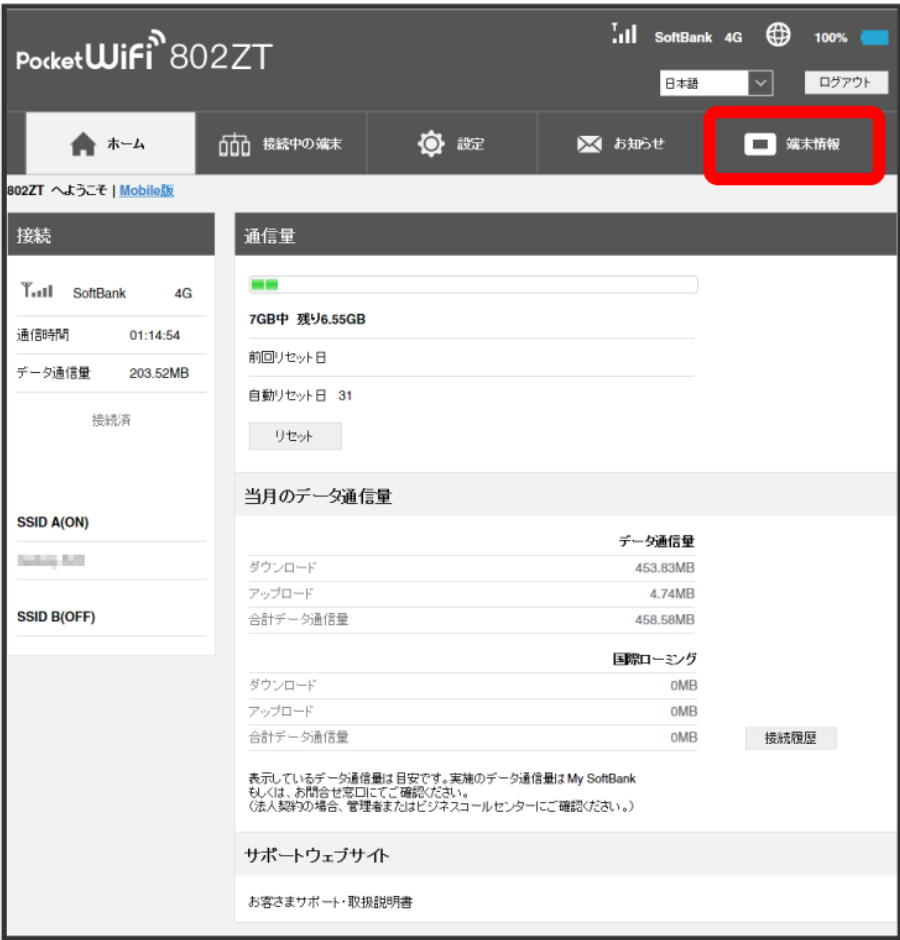 Pocket WiFi 802ZT
SoftBank 4G 100%
日本語 ログアウト
ホーム 接続中の端末 設定 お知らせ 端末情報
802ZT へようこそ | Mobile版
接続
SoftBank 4G
通信時間 01:14:54
データ通信量 203.52MB
接続済
SSID A(ON)
SSID B(OFF)
通信量
7GB中 残り6.55GB
前回リセット日
自動リセット日 31
リセット
当月のデータ通信量
データ通信量
ダウンロード 453.83MB
アップロード 4.74MB
合計データ通信量 458.58MB
国際ローミング
ダウンロード 0MB
アップロード 0MB
合計データ通信量 0MB
接続履歴
表示しているデータ通信量は目安です。実施のデータ通信量は My SoftBank
もしくは、お問合せ窓口にてご確認ください。
(法人契約の場合、管理者またはビジネスコールセンターにご確認ください。)
サポートウェブサイト
お客さまサポート・取扱説明書